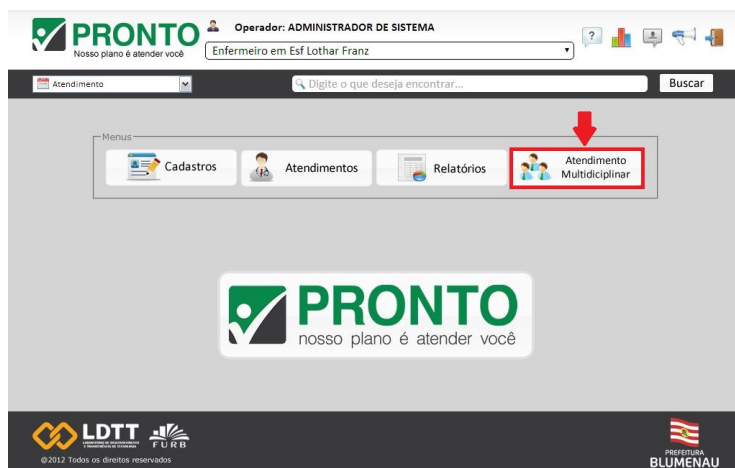 PRONTO
Nosso plano é atender você
Operador: ADMINISTRADOR DE SISTEMA
Enfermeiro em Esf Lothar Franz
?
Atendimento
Digite o que deseja encontrar...
Buscar
Menus
Cadastros
Atendimentos
Relatórios
Atendimento
Multidiciplinar
PRONTO
nosso plano é atender você
LDTT
FURB
©2012 Todos os direitos reservados
PREFEITURA
BLUMENAU